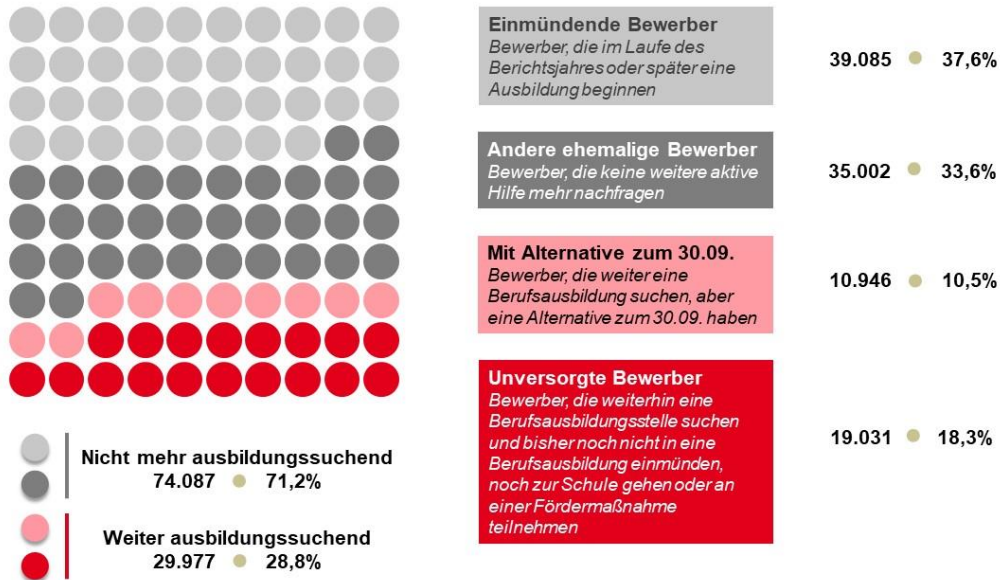 Einmündende Bewerber
Bewerber, die im Laufe des
Berichtsjahres oder später eine
Ausbildung beginnen
39.085 37,6%
Andere ehemalige Bewerber
Bewerber, die keine weitere aktive
Hilfe mehr nachfragen
35.002 33,6%
Mit Alternative zum 30.09.
Bewerber, die weiter eine
Berufsausbildung suchen, aber
eine Alternative zum 30.09. haben
10.946 10,5%
Unversorgte Bewerber
Bewerber, die weiterhin eine
Berufsausbildungsstelle suchen
und bisher noch nicht in eine
Berufsausbildung einmünden,
noch zur Schule gehen oder an
einer Fördermaßnahme
teilnehmen
19.031 18,3%
Nicht mehr ausbildungssuchend
74.087 71,2%
Weiter ausbildungssuchend
29.977 28,8%